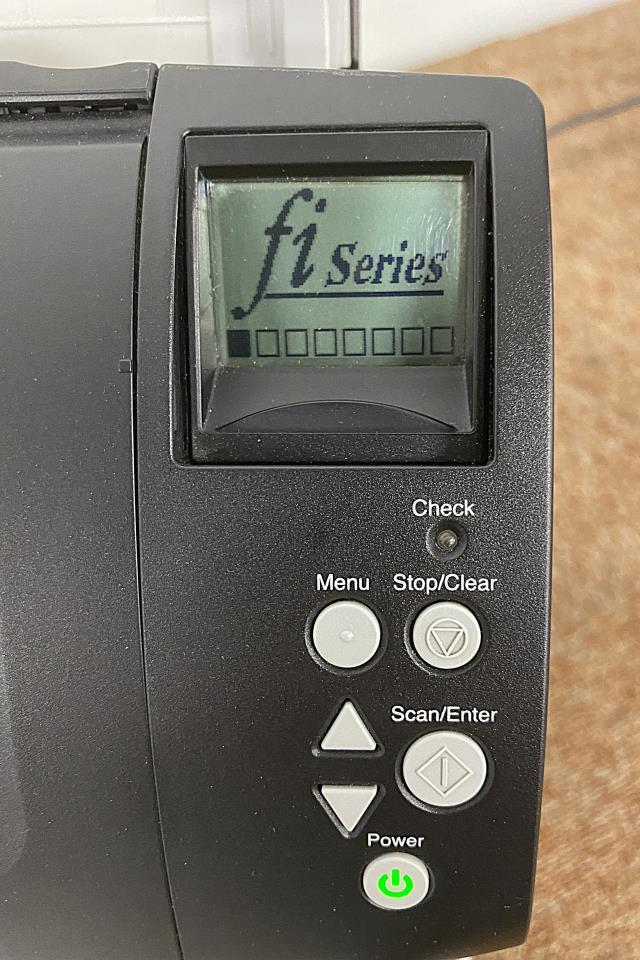 fi Series
Check
Menu Stop/Clear
Scan/Enter
Power